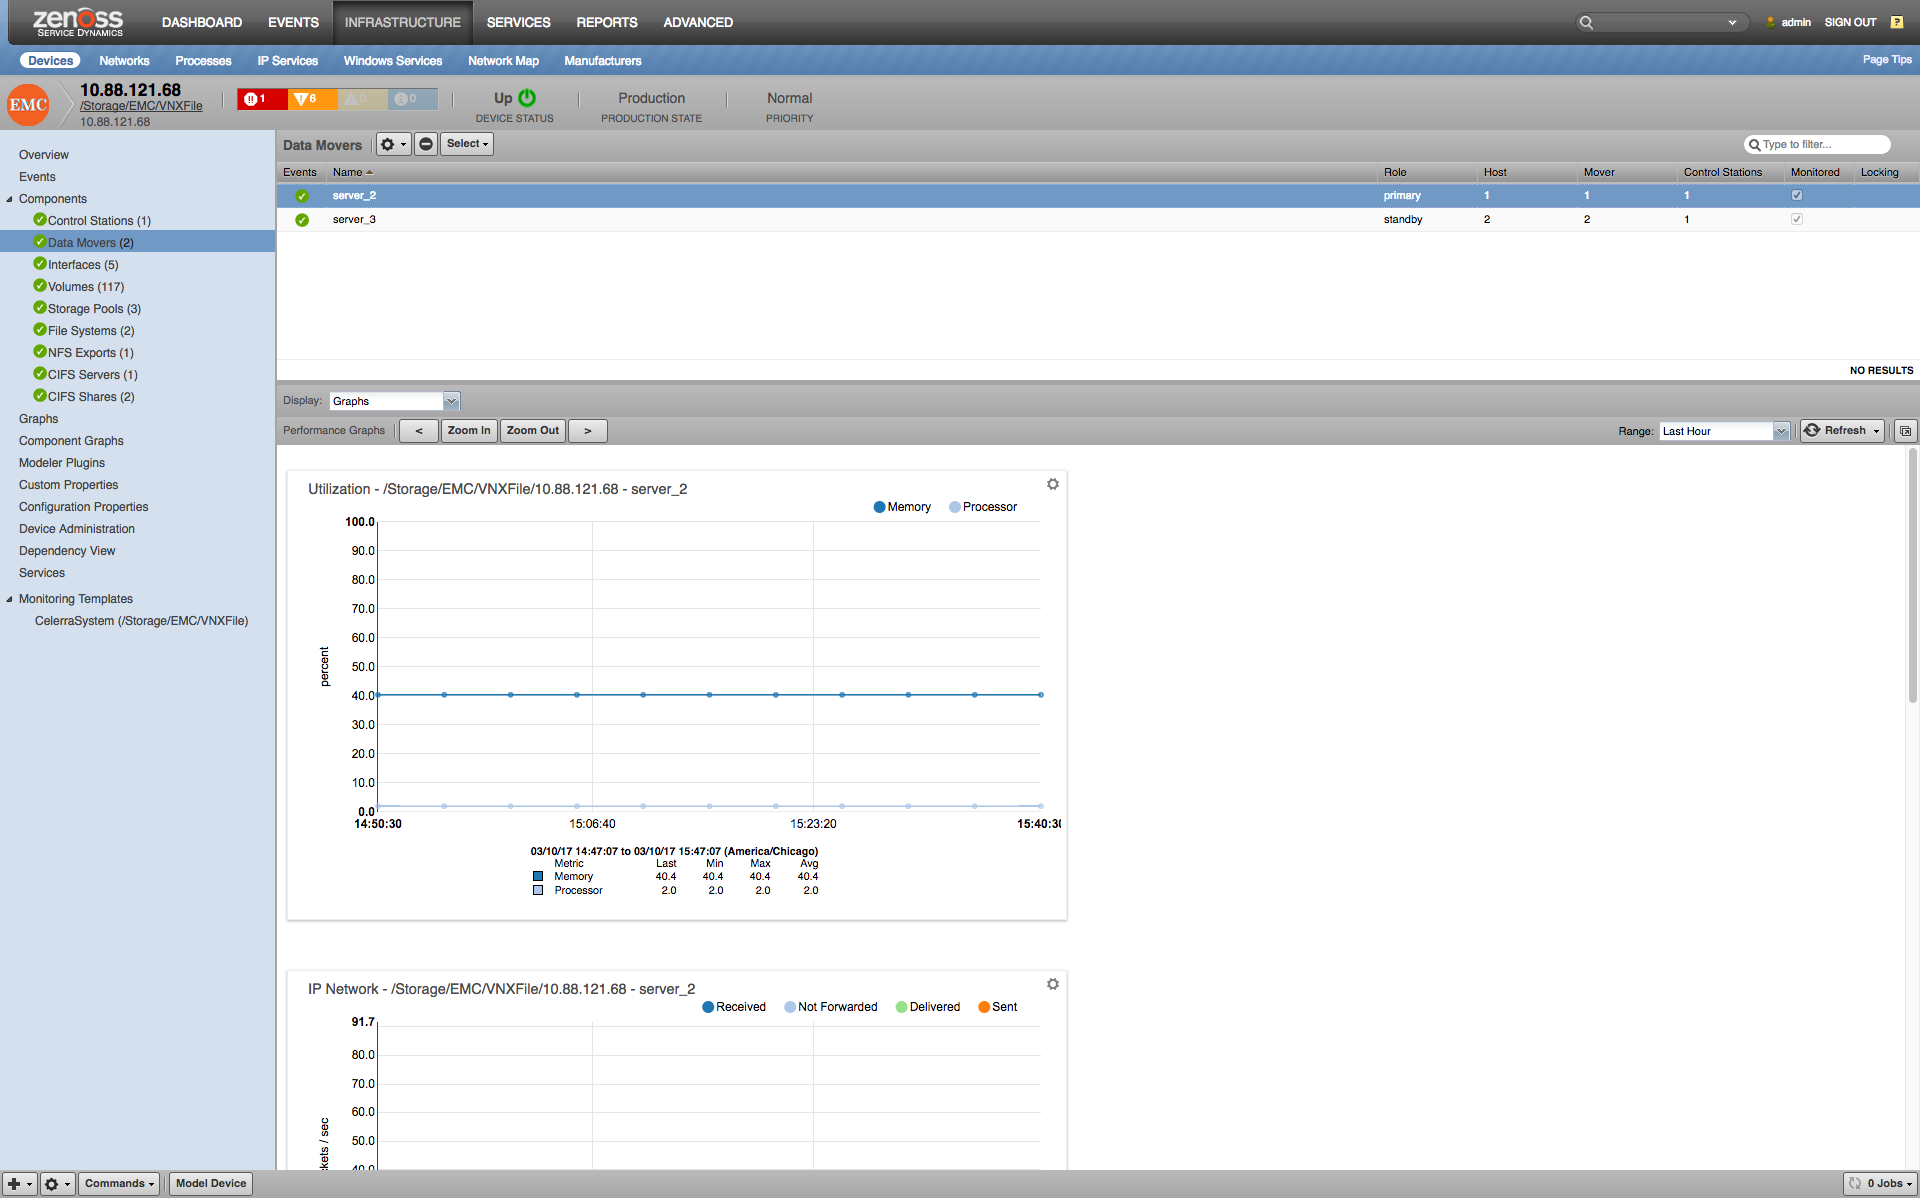 zenoss
SERVICE DYNAMICS
DASHBOARD EVENTS INFRASTRUCTURE SERVICES REPORTS ADVANCED
admin SIGN OUT ?
Devices Networks Processes IP Services Windows Services Network Map Manufacturers
Page Tips
EMC
10.88.121.68
/Storage/EMC/VNXFile
10.88.121.68
1 6 0 0
Up
DEVICE STATUS
Production
PRODUCTION STATE
Normal
PRIORITY
Overview
Events
Components
Control Stations (1)
Data Movers (2)
Interfaces (5)
Volumes (117)
Storage Pools (3)
File Systems (2)
NFS Exports (1)
CIFS Servers (1)
CIFS Shares (2)
Graphs
Component Graphs
Modeler Plugins
Custom Properties
Configuration Properties
Device Administration
Dependency View
Services
Monitoring Templates
CelerraSystem (/Storage/EMC/VNXFile)
Data Movers Select
Type to filter...
Events Name Role Host Mover Control Stations Monitored Locking
server_2 primary 1 1 1
server_3 standby 2 2 1
NO RESULTS
Display: Graphs
Performance Graphs < Zoom In Zoom Out >
Range: Last Hour Refresh
Utilization - /Storage/EMC/VNXFile/10.88.121.68 - server_2
Memory Processor
100.0
90.0
80.0
70.0
60.0
50.0
40.0
30.0
20.0
10.0
0.0
percent
14:50:30 15:06:40 15:23:20 15:40:30
03/10/17 14:47:07 to 03/10/17 15:47:07 (America/Chicago)
Metric Last Min Max Avg
Memory 40.4 40.4 40.4 40.4
Processor 2.0 2.0 2.0 2.0
IP Network - /Storage/EMC/VNXFile/10.88.121.68 - server_2
Received Not Forwarded Delivered Sent
91.7
80.0
70.0
60.0
50.0
40.0
kets / sec
Commands Model Device
0 Jobs